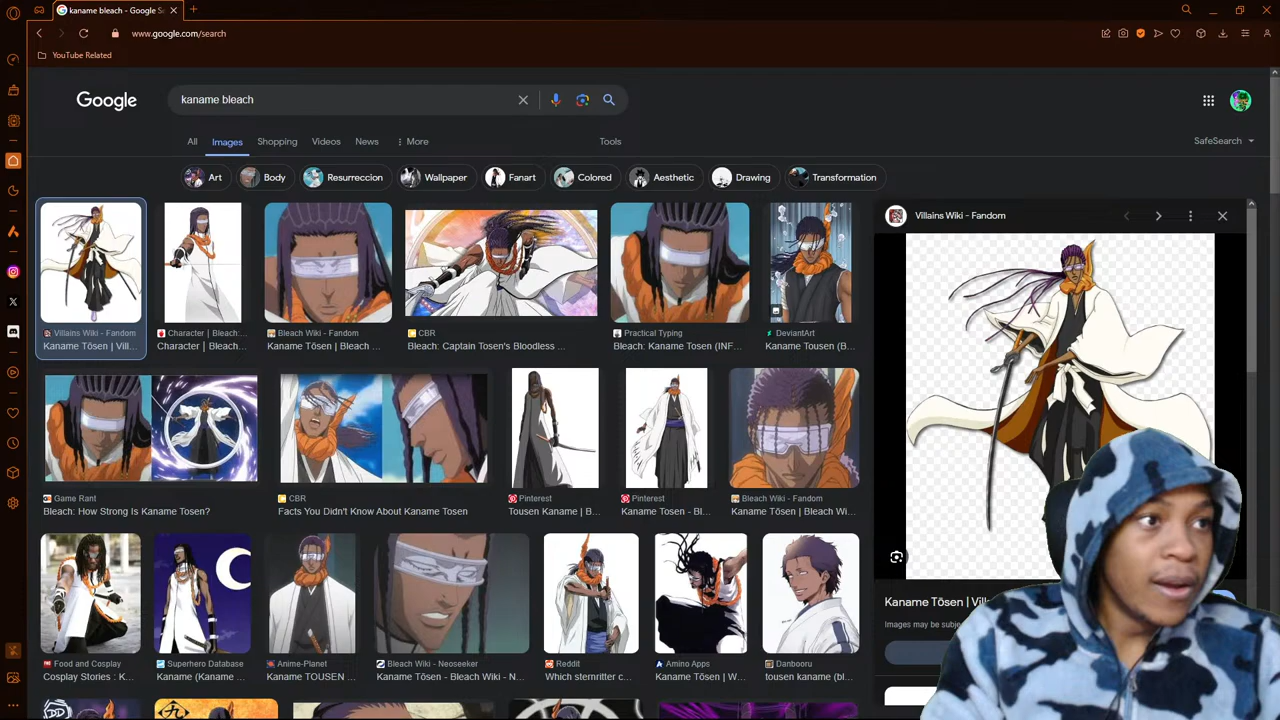 kaname bleach - Google S
www.google.com/search
YouTube Related
Google
kaname bleach
All
Images
Shopping
Videos
News
More
Tools
SafeSearch
Art
Body
Resurreccion
Wallpaper
Fanart
Colored
Aesthetic
Drawing
Transformation
Villains Wiki - Fandom
Kaname Tōsen | Vill...
Character | Bleach:...
Character | Bleach...
Bleach Wiki - Fandom
Kaname Tōsen | Bleach ...
CBR
Bleach: Captain Tosen's Bloodless ...
Practical Typing
Bleach: Kaname Tosen (INF...
DeviantArt
Kaname Tousen (B...
Game Rant
Bleach: How Strong Is Kaname Tosen?
CBR
Facts You Didn't Know About Kaname Tosen
Pinterest
Tousen Kaname | B...
Pinterest
Kaname Tosen - Bl...
Bleach Wiki - Fandom
Kaname Tōsen | Bleach Wi...
Food and Cosplay
Cosplay Stories : K...
Superhero Database
Kaname (Kaname ...
Anime-Planet
Kaname TOUSEN ...
Bleach Wiki - Neoseeker
Kaname Tōsen - Bleach Wiki - N...
Reddit
Which sternritter c...
Amino Apps
Kaname Tōsen | W...
Danbooru
tousen kaname (bl...
Villains Wiki - Fandom
Kaname Tōsen | Vil
Images may be subje